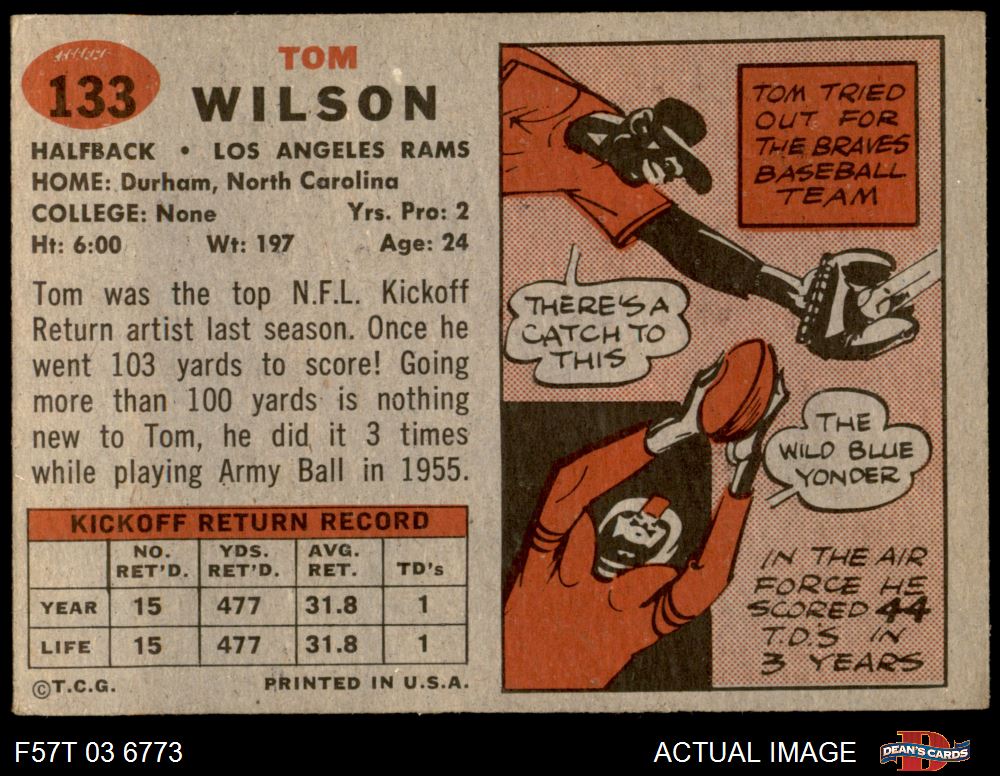 133
TOM
WILSON
HALFBACK • LOS ANGELES RAMS
HOME: Durham, North Carolina
COLLEGE: None Yrs. Pro: 2
Ht: 6:00 Wt: 197 Age: 24
Tom was the top N.F.L. Kickoff
Return artist last season. Once he
went 103 yards to score! Going
more than 100 yards is nothing
new to Tom, he did it 3 times
while playing Army Ball in 1955.
KICKOFF RETURN RECORD
NO. RET'D. YDS. RET'D. AVG. RET. TD's
YEAR 15 477 31.8 1
LIFE 15 477 31.8 1
©T.C.G. PRINTED IN U.S.A.
TOM TRIED
OUT FOR
THE BRAVES
BASEBALL
TEAM
THERE'S A
CATCH TO
THIS
THE
WILD BLUE
YONDER
IN THE AIR
FORCE HE
SCORED 44
T.D.S IN
3 YEARS
F57T 03 6773
ACTUAL IMAGE
DEAN'S CARDS